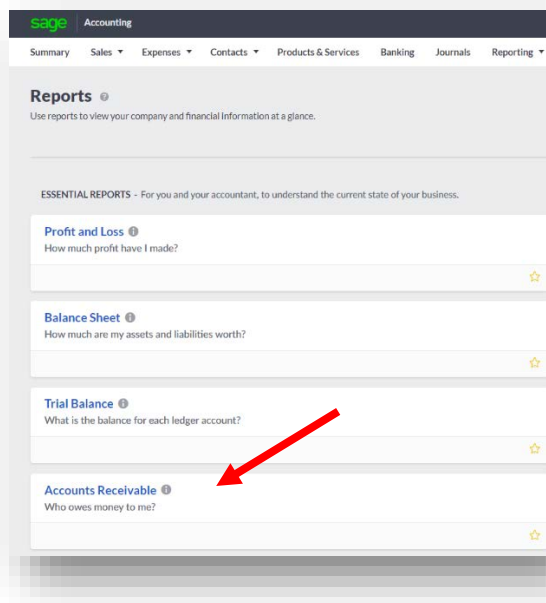 sage Accounting
Summary Sales Expenses Contacts Products & Services Banking Journals Reporting
Reports
Use reports to view your company and financial information at a glance.
ESSENTIAL REPORTS - For you and your accountant, to understand the current state of your business.
Profit and Loss
How much profit have I made?
Balance Sheet
How much are my assets and liabilities worth?
Trial Balance
What is the balance for each ledger account?
Accounts Receivable
Who owes money to me?